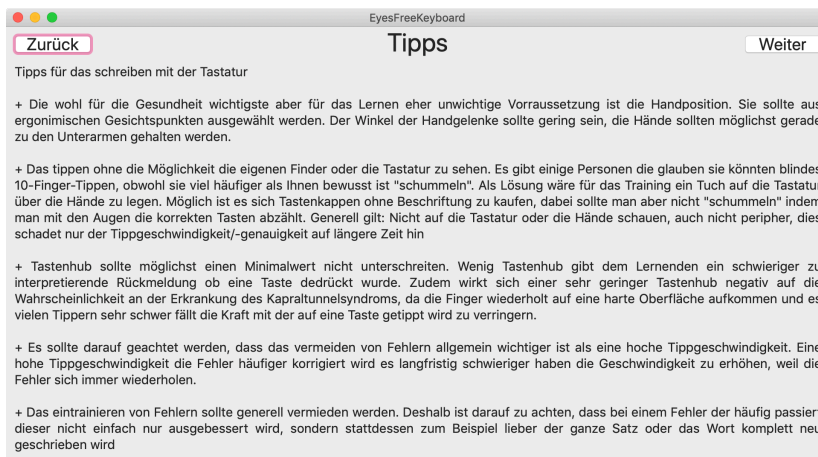 EyesFreeKeyboard
Zurück
Tipps
Weiter
Tipps für das schreiben mit der Tastatur
+ Die wohl für die Gesundheit wichtigste aber für das Lernen eher unwichtige Vorraussetzung ist die Handposition. Sie sollte aus
ergonimischen Gesichtspunkten ausgewählt werden. Der Winkel der Handgelenke sollte gering sein, die Hände sollten möglichst gerade
zu den Unterarmen gehalten werden.
+ Das tippen ohne die Möglichkeit die eigenen Finder oder die Tastatur zu sehen. Es gibt einige Personen die glauben sie könnten blindes
10-Finger-Tippen, obwohl sie viel häufiger als Ihnen bewusst ist "schummeln". Als Lösung wäre für das Training ein Tuch auf die Tastatur
über die Hände zu legen. Möglich ist es sich Tastenkappen ohne Beschriftung zu kaufen, dabei sollte man aber nicht "schummeln" indem
man mit den Augen die korrekten Tasten abzählt. Generell gilt: Nicht auf die Tastatur oder die Hände schauen, auch nicht peripher, dies
schadet nur der Tippgeschwindigkeit/-genauigkeit auf längere Zeit hin
+ Tastenhub sollte möglichst einen Minimalwert nicht unterschreiten. Wenig Tastenhub gibt dem Lernenden ein schwieriger zu
interpretierende Rückmeldung ob eine Taste dedrückt wurde. Zudem wirkt sich einer sehr geringer Tastenhub negativ auf die
Wahrscheinlichkeit an der Erkrankung des Kapraltunnelsyndroms, da die Finger wiederholt auf eine harte Oberfläche aufkommen und es
vielen Tippern sehr schwer fällt die Kraft mit der auf eine Taste getippt wird zu verringern.
+ Es sollte darauf geachtet werden, dass das vermeiden von Fehlern allgemein wichtiger ist als eine hoche Tippgeschwindigkeit. Eine
hohe Tippgeschwindigkeit die Fehler häufiger korrigiert wird es langfristig schwieriger haben die Geschwindigkeit zu erhöhen, weil die
Fehler sich immer wiederholen.
+ Das eintrainieren von Fehlern sollte generell vermieden werden. Deshalb ist darauf zu achten, dass bei einem Fehler der häufig passiert
dieser nicht einfach nur ausgebessert wird, sondern stattdessen zum Beispiel lieber der ganze Satz oder das Wort komplett neu
geschrieben wird